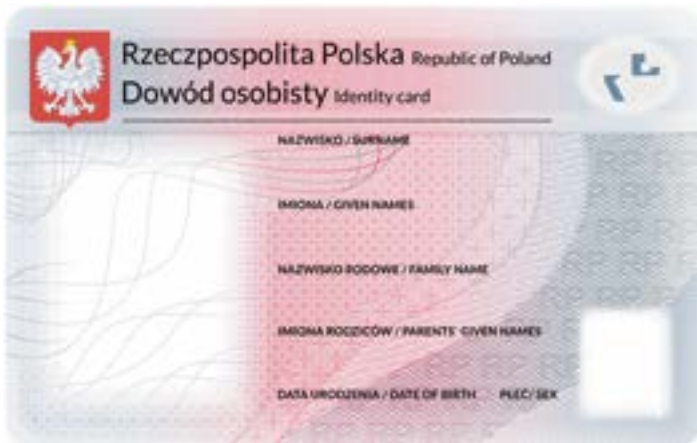 Rzeczpospolita Polska Republic of Poland
Dowód osobisty Identity card
NAZWISKO / SURNAME
IMIONA / GIVEN NAMES
NAZWISKO RODOWE / FAMILY NAME
IMIONA RODZICÓW / PARENTS' GIVEN NAMES
DATA URODZENIA / DATE OF BIRTH PŁEĆ/ SEX